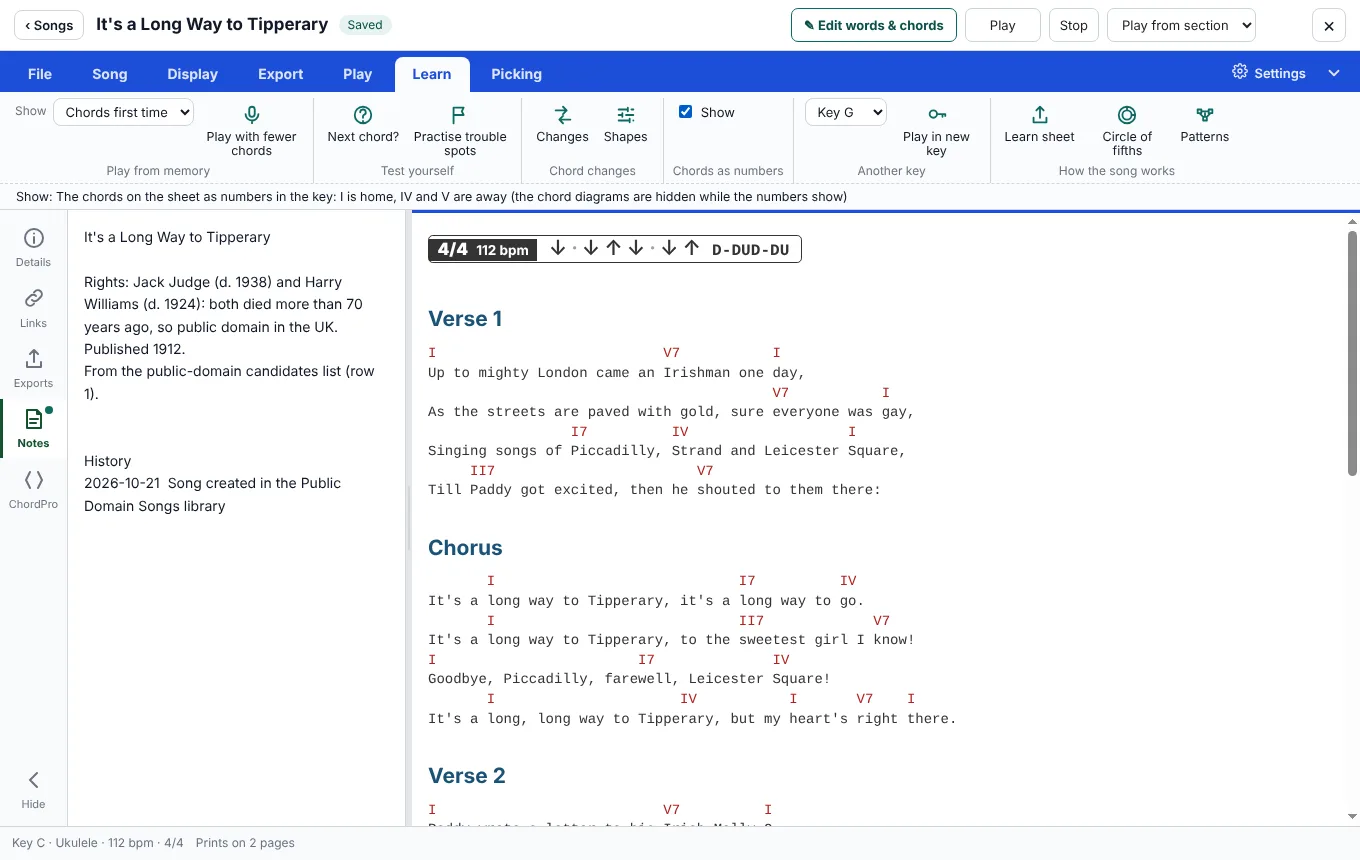 ‹ Songs
It's a Long Way to Tipperary
Saved
✎ Edit words & chords
Play
Stop
Play from section
×
File
Song
Display
Export
Play
Learn
Picking
Settings
Show
Chords first time
Play with fewer chords
Play from memory
Next chord?
Practise trouble spots
Test yourself
Changes
Shapes
Chord changes
Show
Chords as numbers
Key G
Play in new key
Another key
Learn sheet
Circle of fifths
Patterns
How the song works
Show: The chords on the sheet as numbers in the key: I is home, IV and V are away (the chord diagrams are hidden while the numbers show)
Details
Links
Exports
Notes
ChordPro
Hide
It's a Long Way to Tipperary
Rights: Jack Judge (d. 1938) and Harry
Williams (d. 1924): both died more than 70
years ago, so public domain in the UK.
Published 1912.
From the public-domain candidates list (row
1).
History
2026-10-21 Song created in the Public
Domain Songs library
4/4 112 bpm ↓ · ↓ ↑ ↓ · ↓ ↑ D-DUD-DU
Verse 1
I V7 I
Up to mighty London came an Irishman one day,
V7 I
As the streets are paved with gold, sure everyone was gay,
I7 IV I
Singing songs of Piccadilly, Strand and Leicester Square,
II7 V7
Till Paddy got excited, then he shouted to them there:
Chorus
I I7 IV
It's a long way to Tipperary, it's a long way to go.
I II7 V7
It's a long way to Tipperary, to the sweetest girl I know!
I I7 IV
Goodbye, Piccadilly, farewell, Leicester Square!
I IV I V7 I
It's a long, long way to Tipperary, but my heart's right there.
Verse 2
I V7 I
Key C · Ukulele · 112 bpm · 4/4 Prints on 2 pages